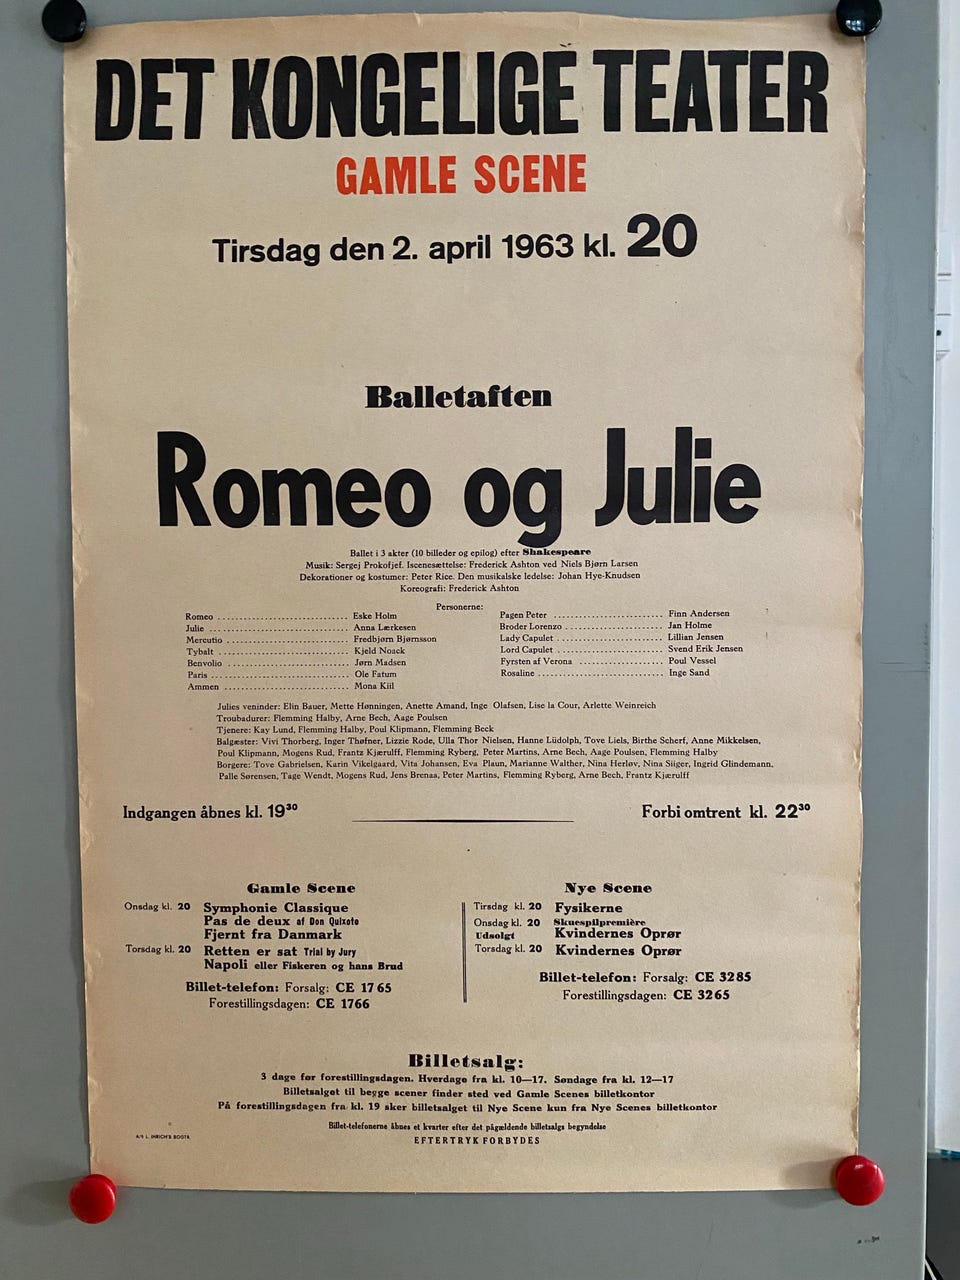 DET KONGELIGE TEATER
GAMLE SCENE
Tirsdag den 2. april 1963 kl. 20
Balletaften
Romeo og Julie
Ballet i 3 akter (10 billeder og epilog) efter Shakespeare
Musik: Sergej Prokofjef. Iscenesættelse: Frederick Ashton ved Niels Bjørn Larsen
Dekorationer og kostumer: Peter Rice. Den musikalske ledelse: Johan Hye-Knudsen
Koreografi: Frederick Ashton
Personerne:
Romeo ................................ Eske Holm
Julie ................................ Anna Lærkesen
Mercutio ................................ Fredbjørn Bjørnsson
Tybalt ................................ Kjeld Noack
Benvolio ................................ Jørn Madsen
Paris ................................ Ole Fatum
Ammen ................................ Mona Kiil
Pagen Peter ........................ Finn Andersen
Broder Lorenzo ........................ Jan Holme
Lady Capulet ........................ Lillian Jensen
Lord Capulet ........................ Svend Erik Jensen
Fyrsten af Verona ........................ Poul Vessel
Rosaline ........................ Inge Sand
Julies veninder: Elin Bauer, Mette Hønningen, Anette Amand, Inge Olafsen, Lise la Cour, Arlette Weinreich
Troubadurer: Flemming Halby, Arne Bech, Aage Poulsen
Tjenere: Kay Lund, Flemming Halby, Poul Klipmann, Flemming Beck
Balgæster: Vivi Thorberg, Inger Thøfner, Lizzie Rode, Ulla Thor Nielsen, Hanne Lüdolph, Tove Liels, Birthe Scherf, Anne Mikkelsen,
Poul Klipmann, Mogens Rud, Frantz Kjærulff, Flemming Ryberg, Peter Martins, Arne Bech, Aage Poulsen, Flemming Halby
Borgere: Tove Gabrielsen, Karin Vikelgaard, Vita Johansen, Eva Plaun, Marianne Walther, Nina Herløv, Nina Siiger, Ingrid Glindemann,
Palle Sørensen, Tage Wendt, Mogens Rud, Jens Brenaa, Peter Martins, Flemming Ryberg, Arne Bech, Frantz Kjærulff
Indgangen åbnes kl. 19³⁰
Forbi omtrent kl. 22³⁰
Gamle Scene
Onsdag kl. 20 Symphonie Classique
Pas de deux af Don Quixote
Fjernt fra Danmark
Torsdag kl. 20 Retten er sat Trial by Jury
Napoli eller Fiskeren og hans Brud
Billet-telefon: Forsalg: CE 1765
Forestillingsdagen: CE 1766
Nye Scene
Tirsdag kl. 20 Fysikerne
Onsdag kl. 20 Skuespilpremière
Udsolgt Kvindernes Oprør
Torsdag kl. 20 Kvindernes Oprør
Billet-telefon: Forsalg: CE 3285
Forestillingsdagen: CE 3265
Billetsalg:
3 dage før forestillingsdagen. Hverdage fra kl. 10—17. Søndage fra kl. 12—17
Billetsalget til begge scener finder sted ved Gamle Scenes billetkontor
På forestillingsdagen fra kl. 19 sker billetsalget til Nye Scene kun fra Nye Scenes billetkontor
Billet-telefonerne åbnes et kvarter efter det pågældende billetsalgs begyndelse
EFTERTRYK FORBYDES
A/S L. IHRICH'S BOGTR.